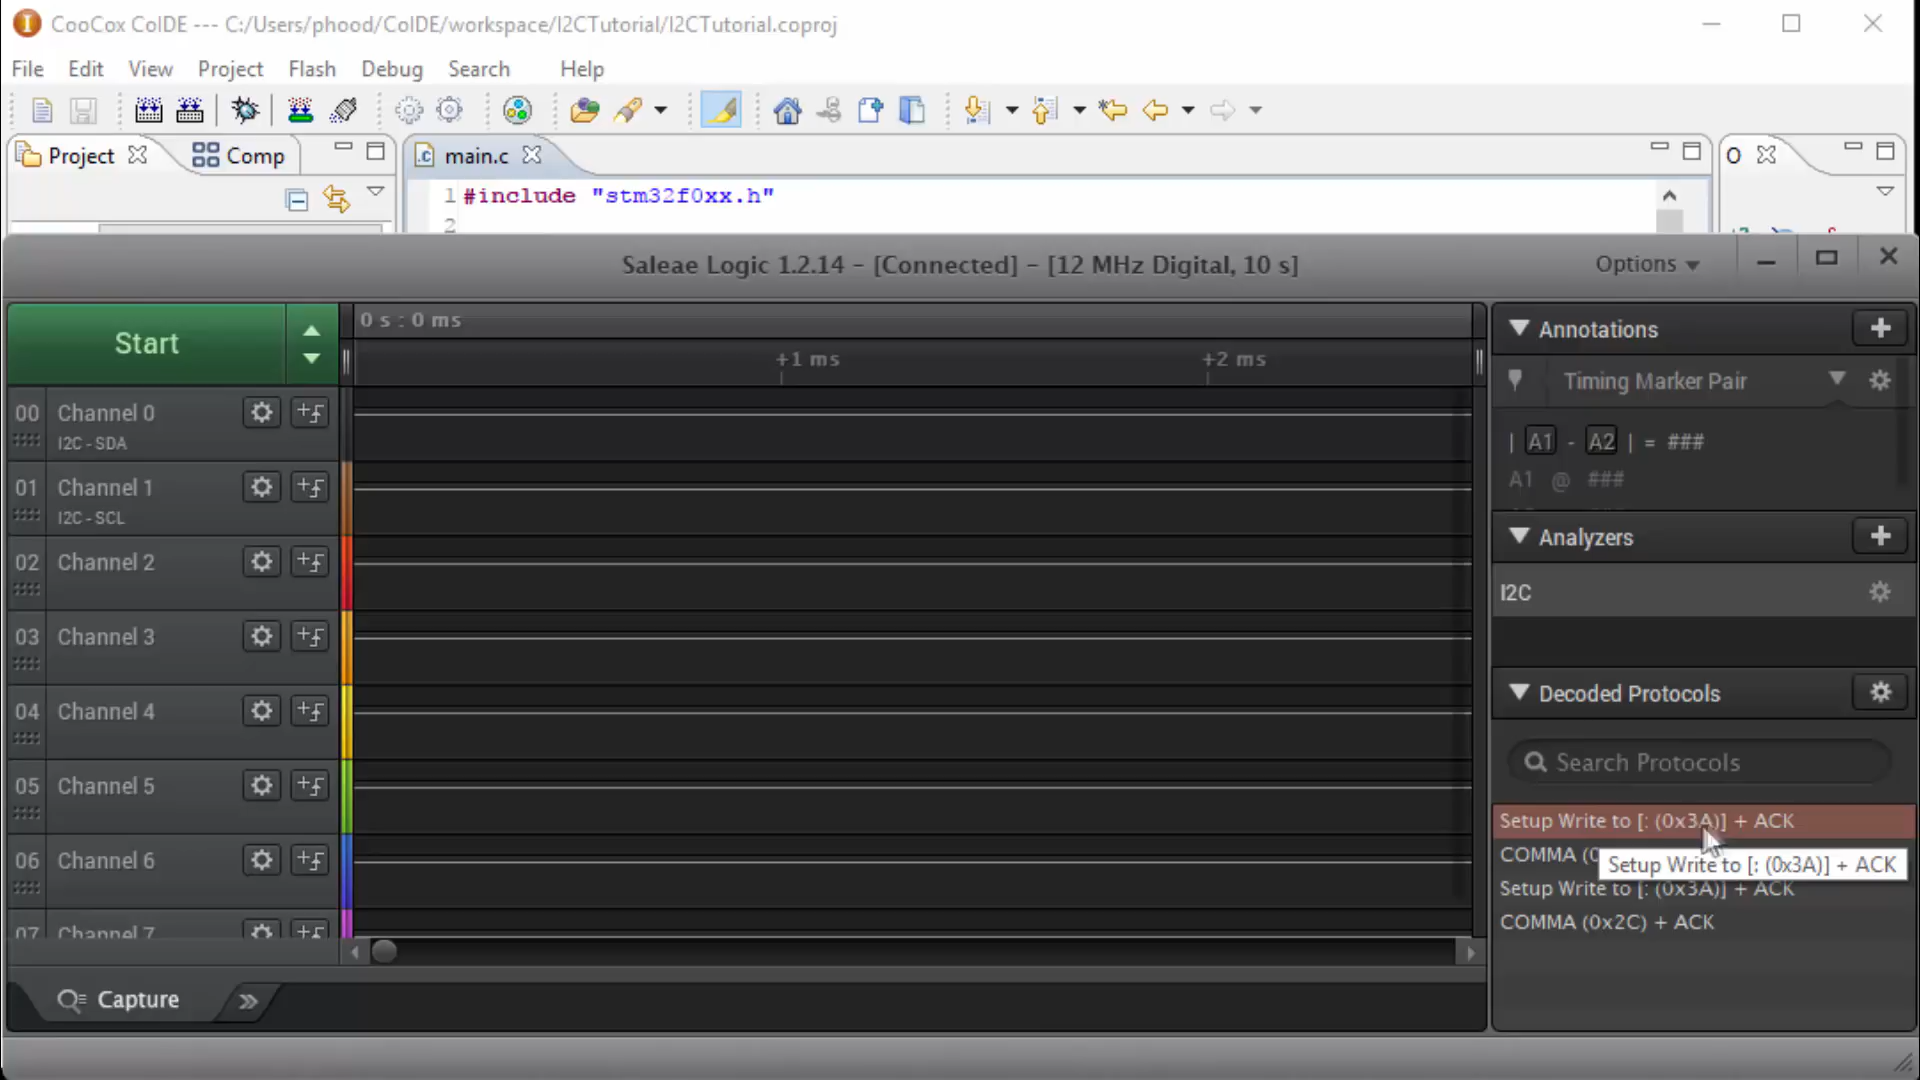 CooCox CoIDE --- C:/Users/phood/CoIDE/workspace/I2CTutorial/I2CTutorial.coproj
File Edit View Project Flash Debug Search Help
Project Comp main.c O
1 #include "stm32f0xx.h"
2
Saleae Logic 1.2.14 - [Connected] - [12 MHz Digital, 10 s]
Options
Start
0 s : 0 ms
+1 ms +2 ms
00 Channel 0
I2C - SDA
01 Channel 1
I2C - SCL
02 Channel 2
03 Channel 3
04 Channel 4
05 Channel 5
06 Channel 6
07 Channel 7
Capture
Annotations
Timing Marker Pair
| A1 - A2 | = ###
A1 @ ###
Analyzers
I2C
Decoded Protocols
Search Protocols
Setup Write to [: (0x3A)] + ACK
COMMA (0
Setup Write to [: (0x3A)] + ACK
Setup Write to [: (0x3A)] + ACK
COMMA (0x2C) + ACK